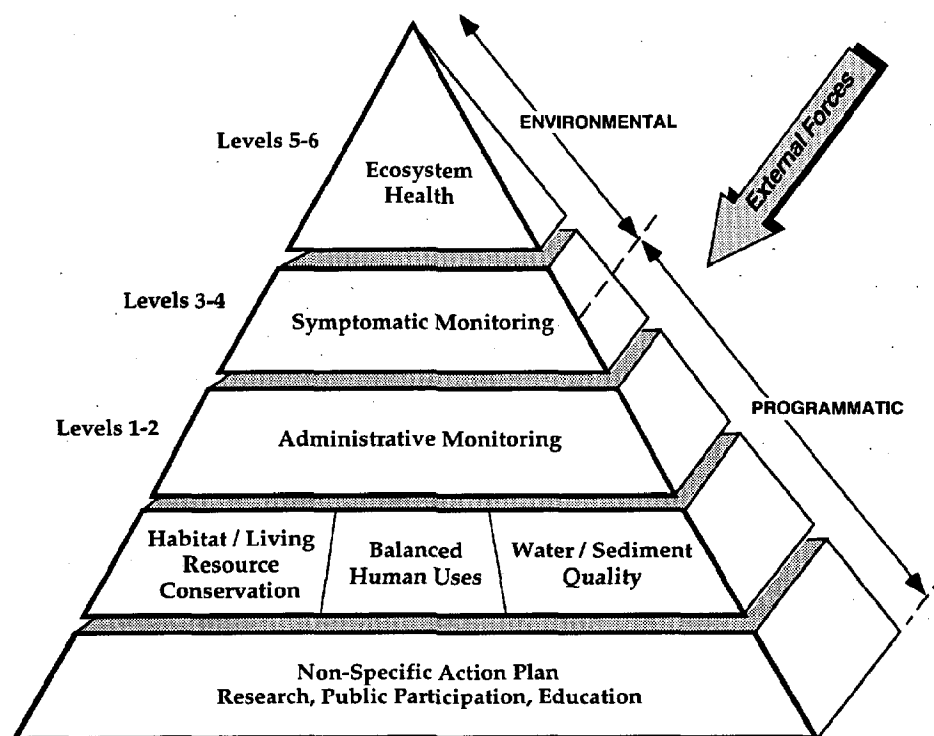 Levels 5-6
Ecosystem
Health
ENVIRONMENTAL
External Forces
Levels 3-4
Symptomatic Monitoring
PROGRAMMATIC
Levels 1-2
Administrative Monitoring
Habitat / Living
Resource
Conservation
Balanced
Human Uses
Water / Sediment
Quality
Non-Specific Action Plan
Research, Public Participation, Education